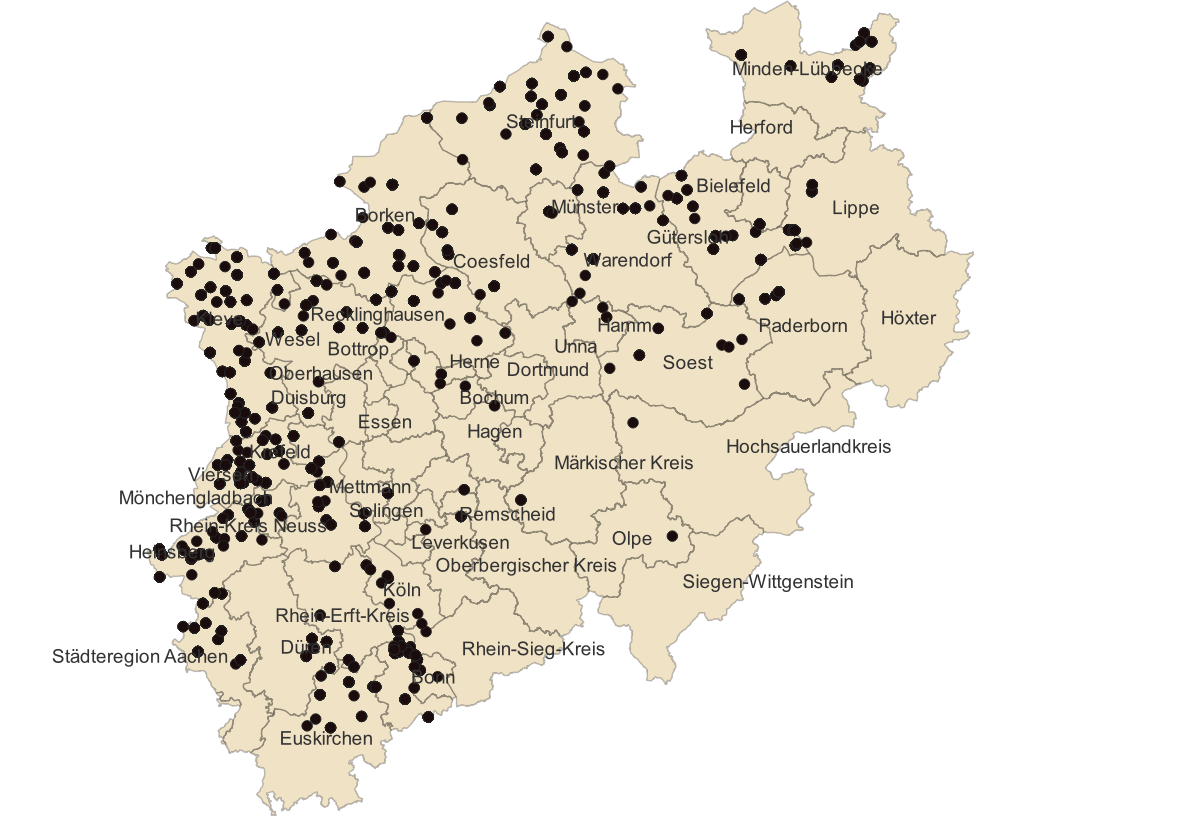 Minden-Lübbecke
Steinfurt
Herford
Bielefeld
Borken
Münster
Lippe
Gütersloh
Coesfeld
Warendorf
Kleve
Recklinghausen
Hamm
Paderborn
Höxter
Wesel
Bottrop
Unna
Herne
Dortmund
Soest
Oberhausen
Duisburg
Bochum
Essen
Hagen
Krefeld
Hochsauerlandkreis
Märkischer Kreis
Viersen
Mettmann
Mönchengladbach
Solingen
Remscheid
Rhein-Kreis Neuss
Leverkusen
Olpe
Heinsberg
Oberbergischer Kreis
Siegen-Wittgenstein
Köln
Rhein-Erft-Kreis
Düren
Rhein-Sieg-Kreis
Städteregion Aachen
Bonn
Euskirchen